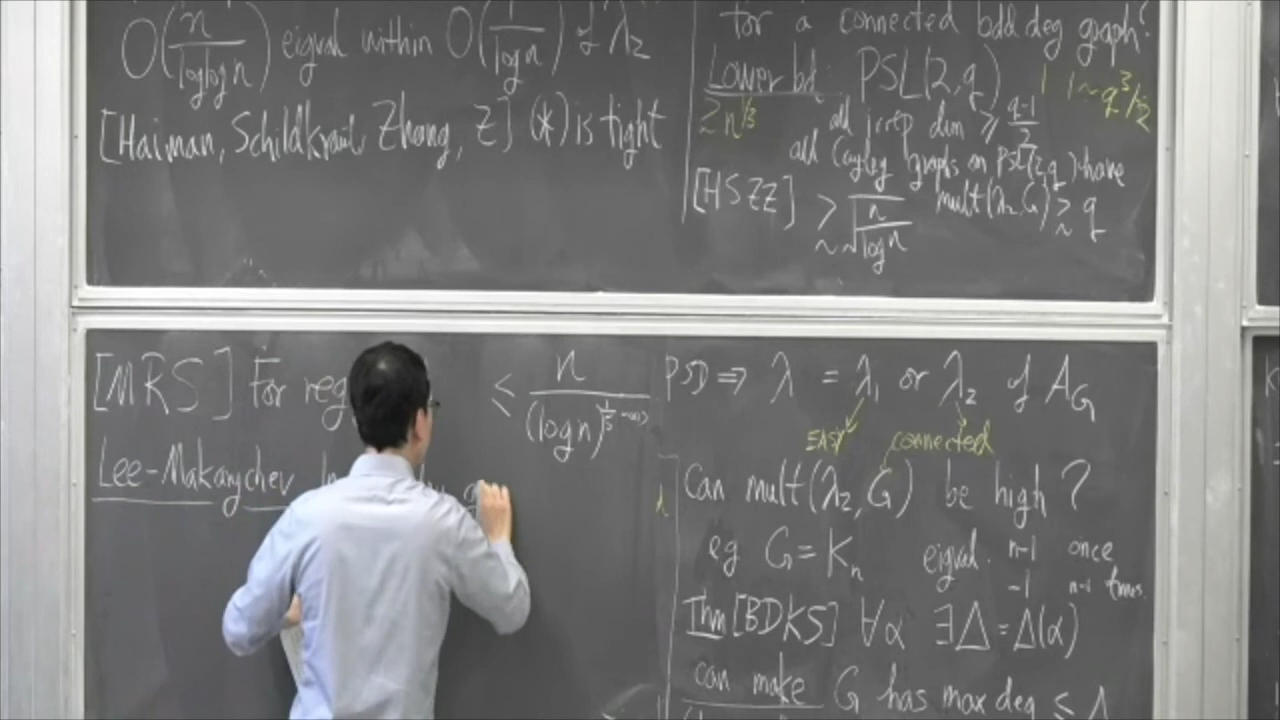 O(n/loglog n) eigval within O(1/log n) of λ₂
[Haiman, Schildkraut, Zhang, Z] (*) is tight
for a connected bdd deg graph?
Lower bd: PSL(2,q) | |~q³/2
≳ n^{1/3} all irrep dim ≥ (q-1)/2
all Cayley graphs on PSL(2,q) have
[HSZZ] ≳ √(n/log n) mult(λ₂,G) ≳ q
[MRS] For reg ≤ n/(log n)^{1/5-o(1)}
Lee-Makarychev
PSD ⇒ λ = λ₁ or λ₂ of A_G
EASY connected
Can mult(λ₂,G) be high?
eg G=Kₙ eigval. n-1 once
-1 n-1 times
Thm [BDKS] ∀α ∃Δ=Δ(α)
can make G has max deg ≤ Δ